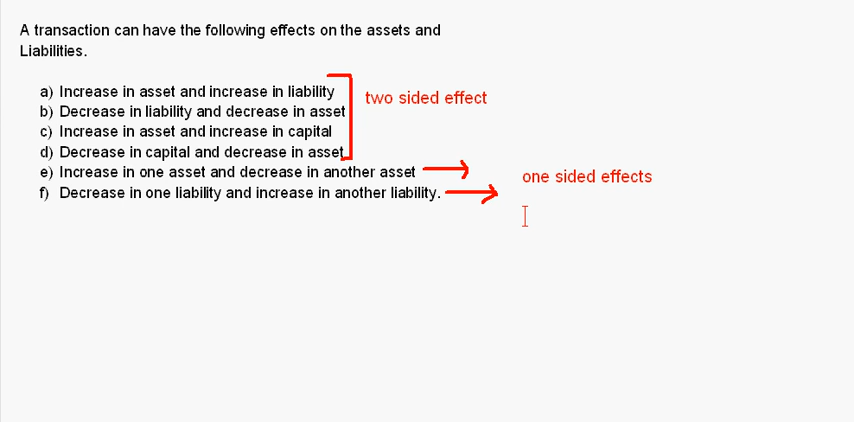 A transaction can have the following effects on the assets and
Liabilities.
a) Increase in asset and increase in liability
b) Decrease in liability and decrease in asset
two sided effect
c) Increase in asset and increase in capital
d) Decrease in capital and decrease in asset
e) Increase in one asset and decrease in another asset
one sided effects
f) Decrease in one liability and increase in another liability.